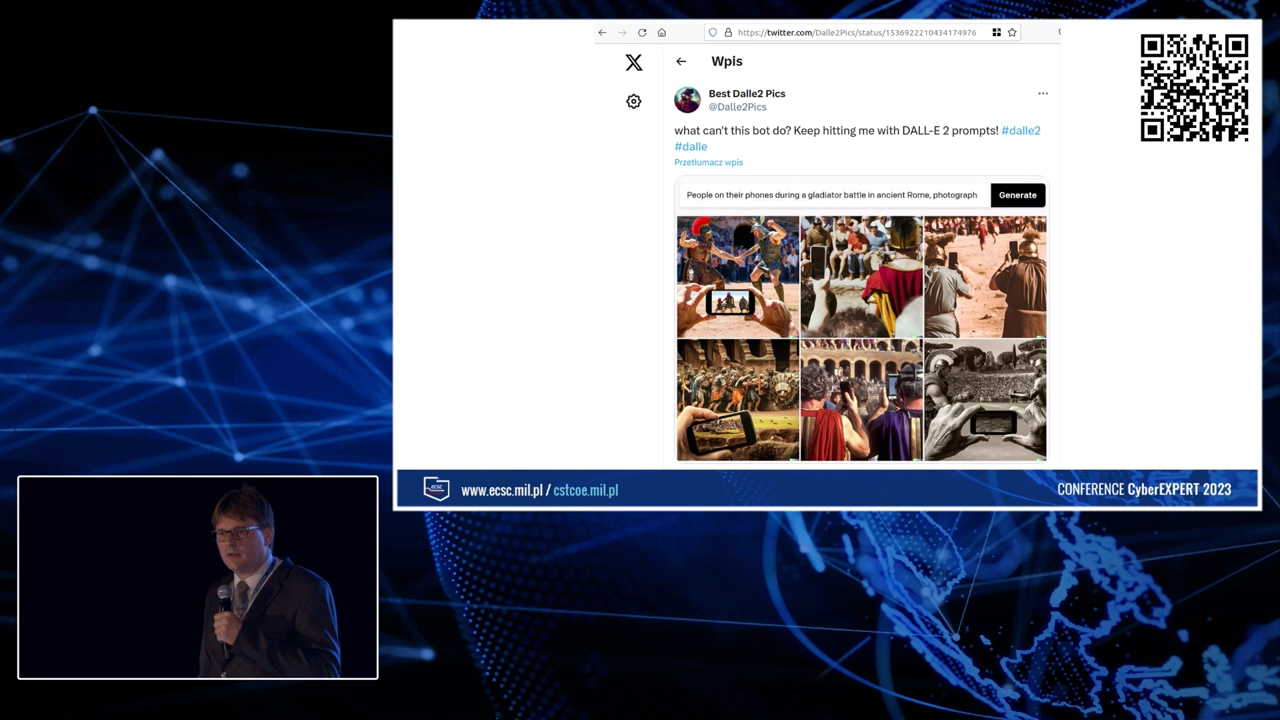 https://twitter.com/Dalle2Pics/status/1536922210434174976
X
Wpis
Best Dalle2 Pics
@Dalle2Pics
what can't this bot do? Keep hitting me with DALL-E 2 prompts! #dalle2
#dalle
Przetłumacz wpis
People on their phones during a gladiator battle in ancient Rome, photograph
Generate
ecsc
www.ecsc.mil.pl / cstcoe.mil.pl
CONFERENCE CyberEXPERT 2023